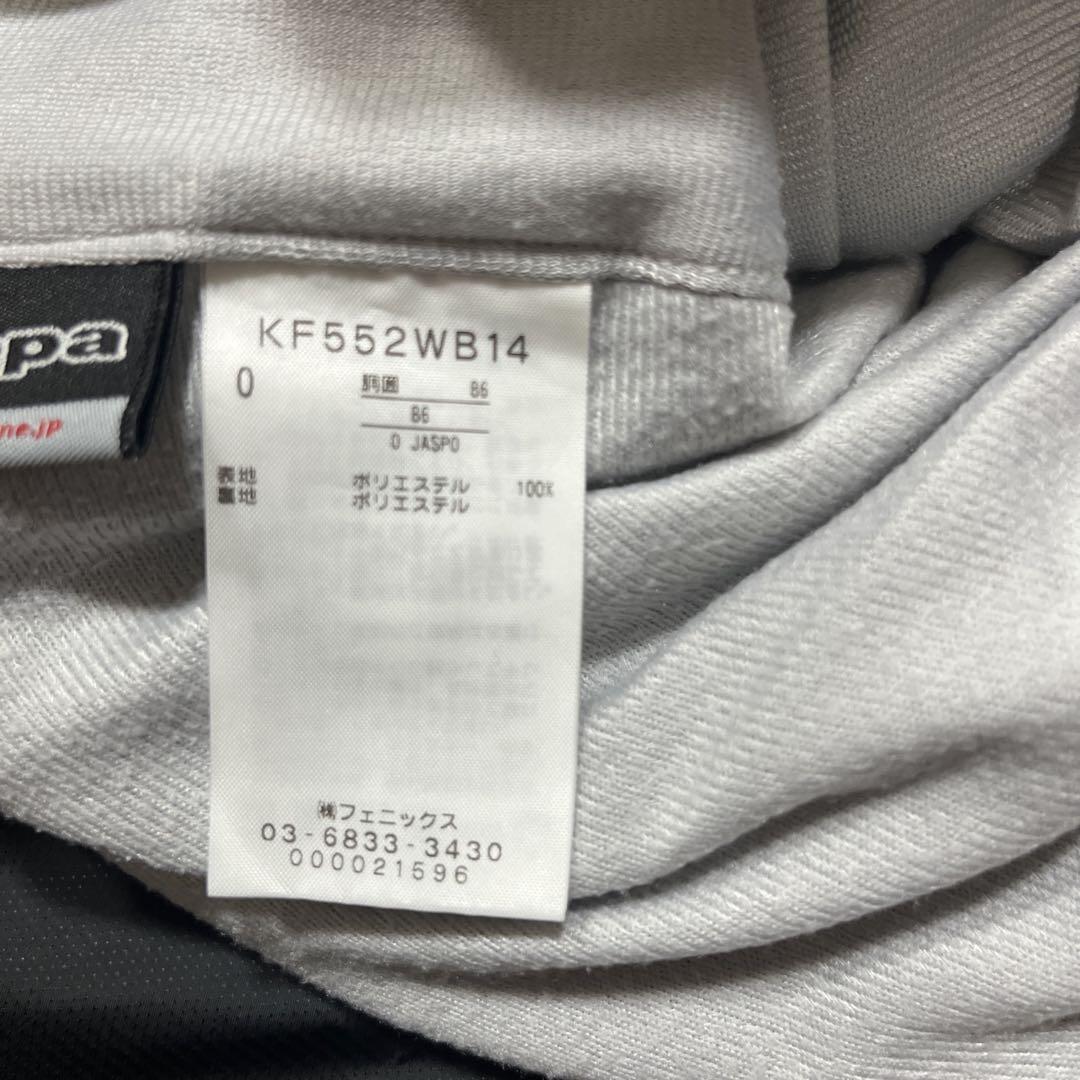 KF552WB14
0
胴囲 86
86
0 JASPO
表地 ポリエステル 100%
裏地 ポリエステル
㈱フェニックス
03-6833-3430
000021596
ppa
ne.jp